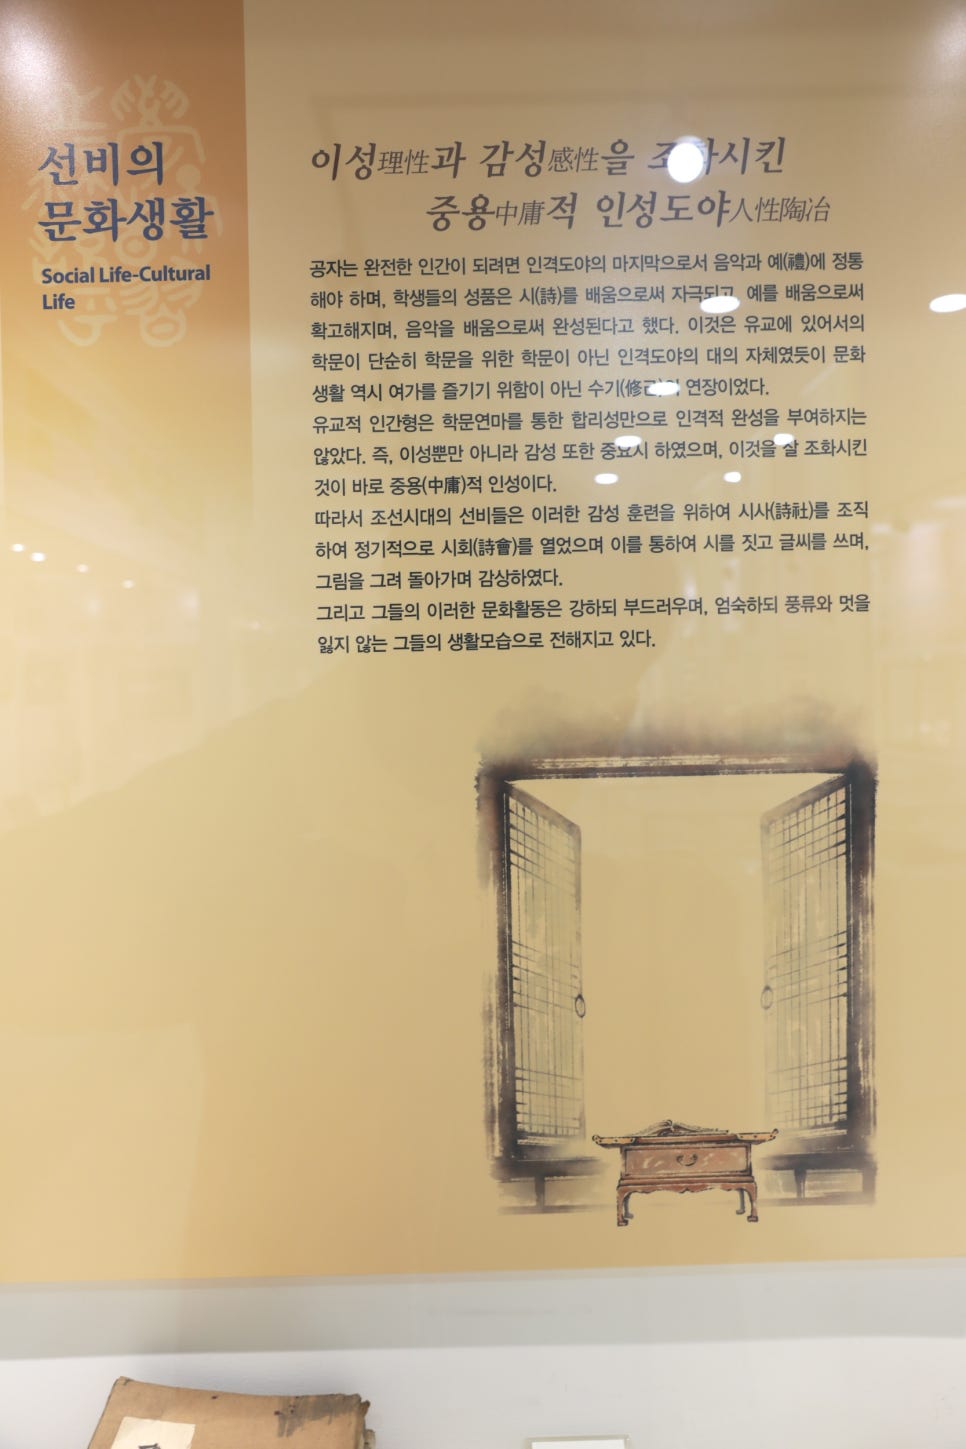 선비의
문화생활
Social Life-Cultural
Life
이성理性과 감성感性을 조화시킨
중용中庸적 인성도야人性陶冶
공자는 완전한 인간이 되려면 인격도야의 마지막으로서 음악과 예(禮)에 정통
해야 하며, 학생들의 성품은 시(詩)를 배움으로써 자극되고, 예를 배움으로써
확고해지며, 음악을 배움으로써 완성된다고 했다. 이것은 유교에 있어서의
학문이 단순히 학문을 위한 학문이 아닌 인격도야의 대의 자체였듯이 문화
생활 역시 여가를 즐기기 위함이 아닌 수기(修己)의 연장이었다.
유교적 인간형은 학문연마를 통한 합리성만으로 인격적 완성을 부여하지는
않았다. 즉, 이성뿐만 아니라 감성 또한 중요시 하였으며, 이것을 잘 조화시킨
것이 바로 중용(中庸)적 인성이다.
따라서 조선시대의 선비들은 이러한 감성 훈련을 위하여 시사(詩社)를 조직
하여 정기적으로 시회(詩會)를 열었으며 이를 통하여 시를 짓고 글씨를 쓰며,
그림을 그려 돌아가며 감상하였다.
그리고 그들의 이러한 문화활동은 강하되 부드러우며, 엄숙하되 풍류와 멋을
잃지 않는 그들의 생활모습으로 전해지고 있다.